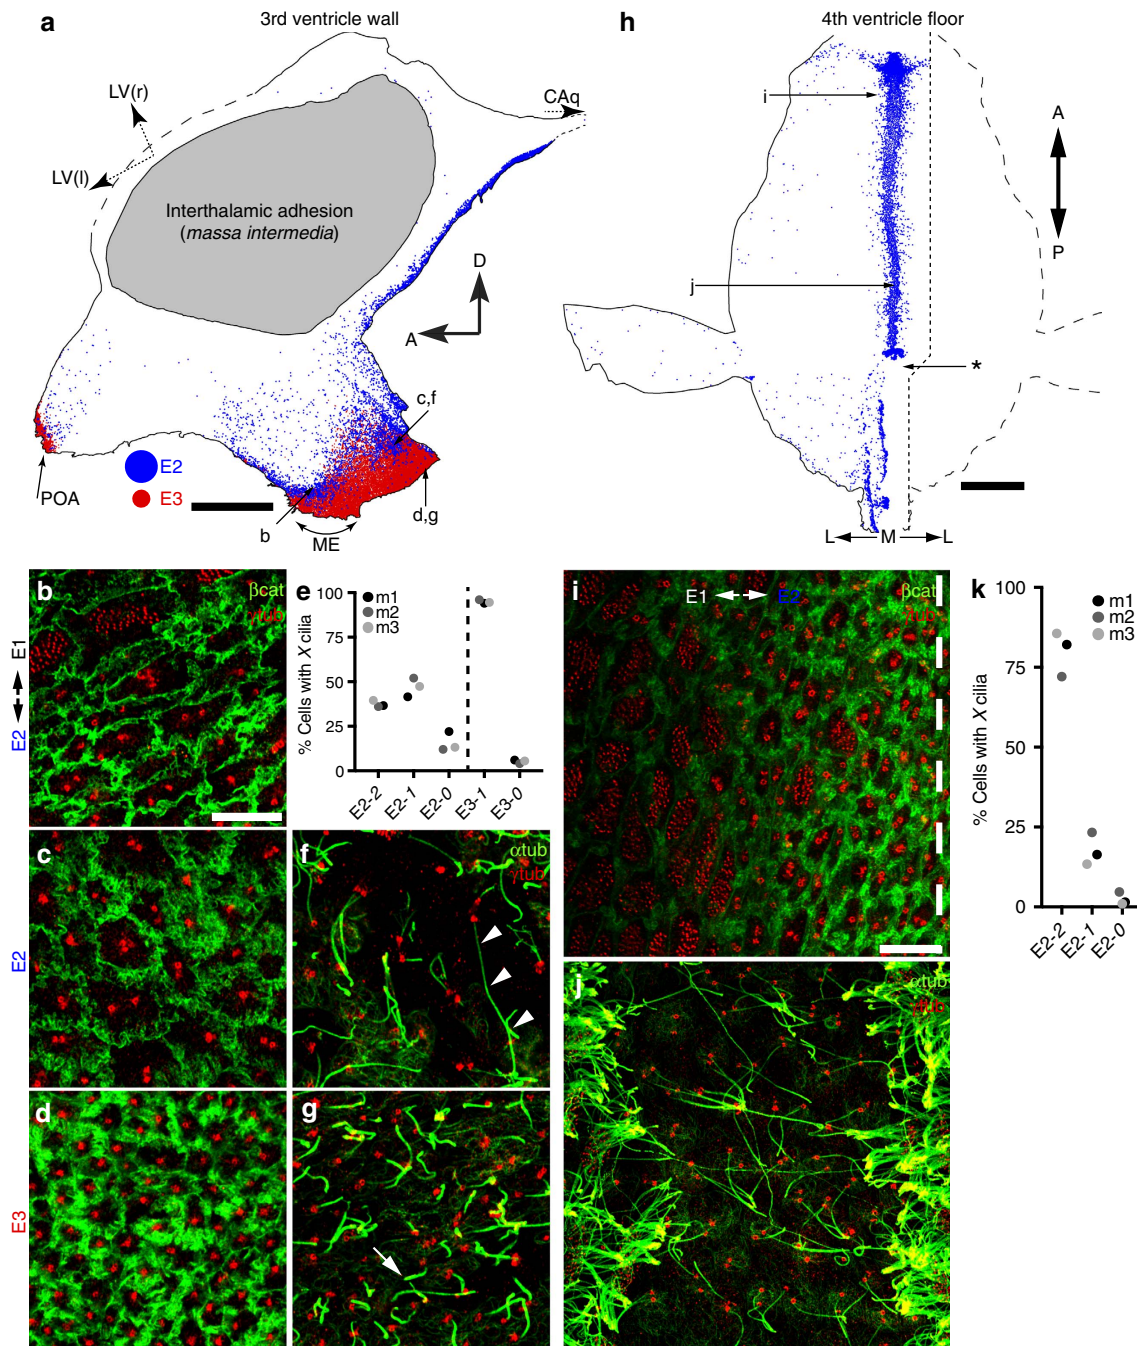 a
3rd ventricle wall
LV(r)
LV(l)
CAq
Interthalamic adhesion
(massa intermedia)
D
A
c,f
E2
E3
POA
b
ME
d,g
h
4th ventricle floor
i
A
P
j
*
L M L
b
βcat
γtub
E1
E2
e
m1
m2
m3
% Cells with X cilia
100
75
50
25
0
E2-2
E2-1
E2-0
E3-1
E3-0
c
E2
f
αtub
γtub
d
E3
g
i
E1 E2
βcat
γtub
j
αtub
γtub
k
m1
m2
m3
% Cells with X cilia
100
75
50
25
0
E2-2
E2-1
E2-0